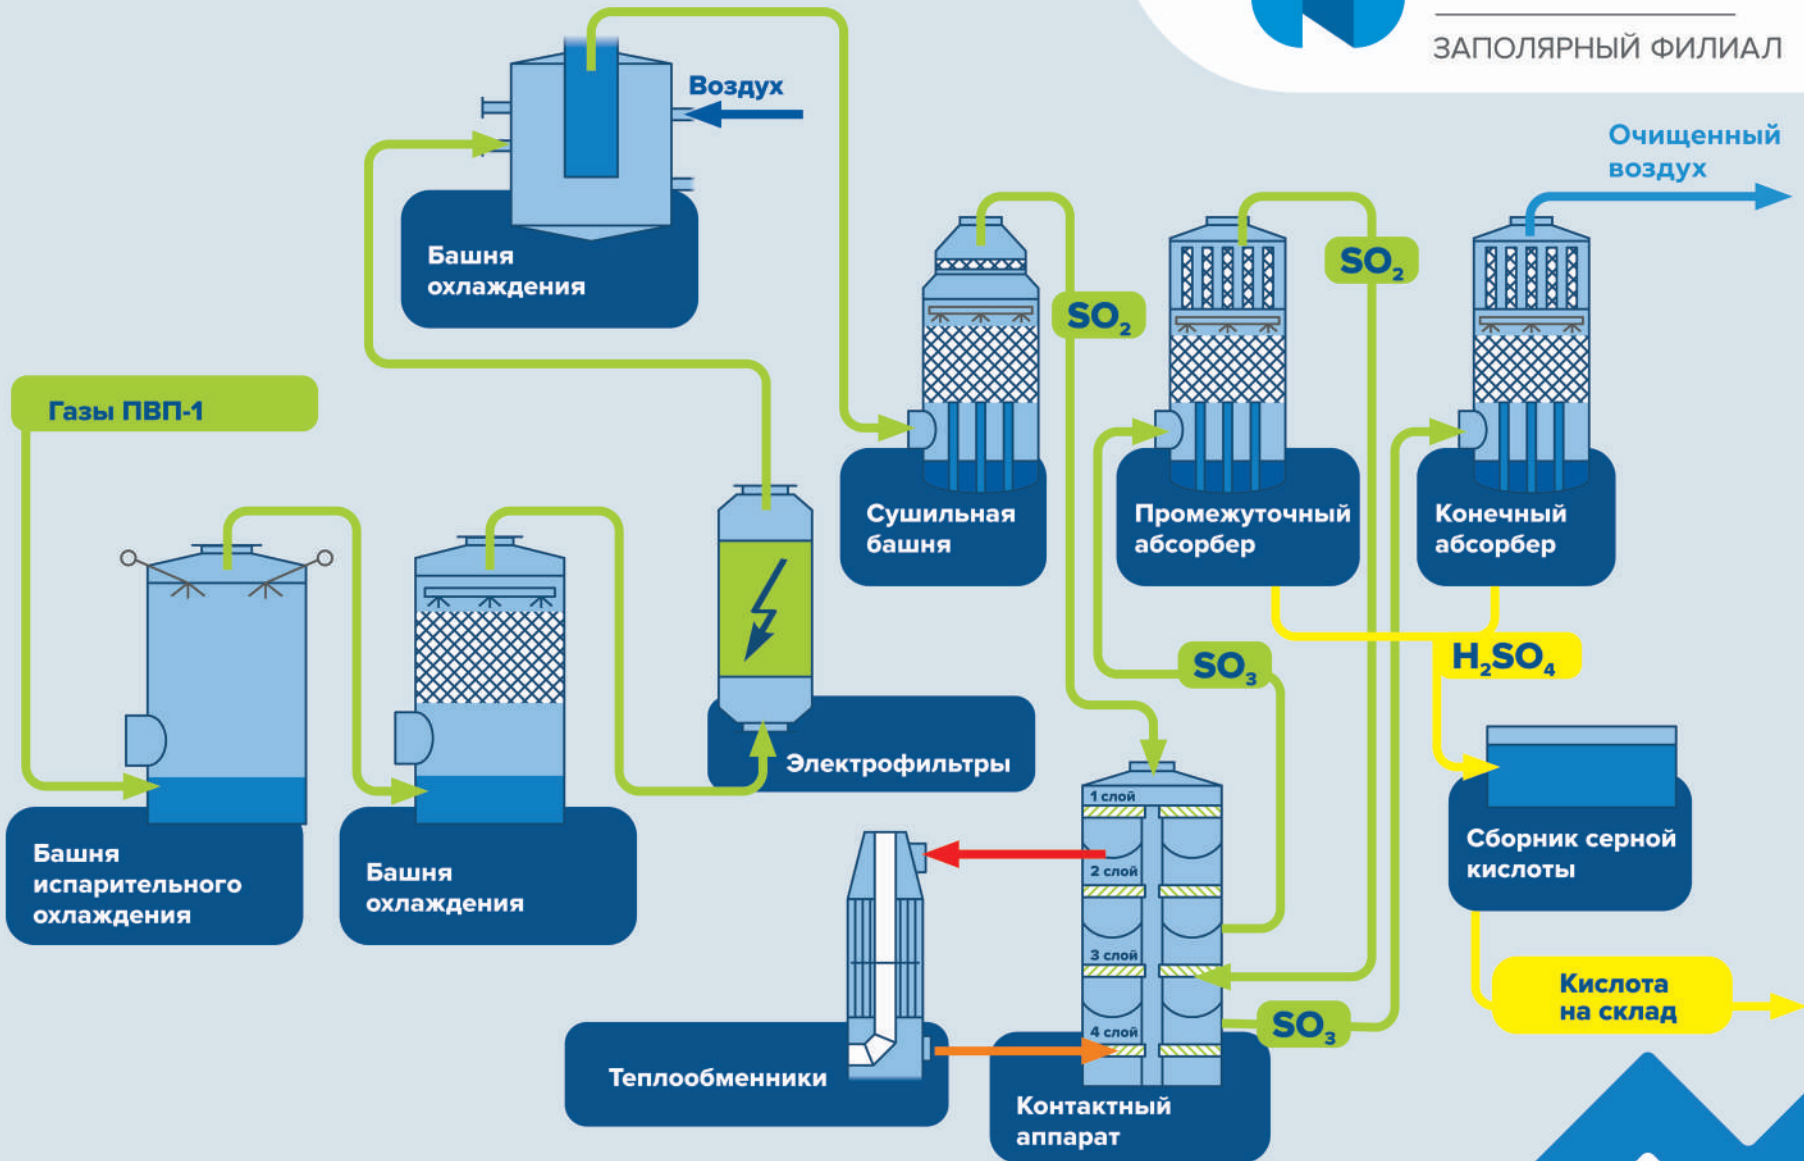 ЗАПОЛЯРНЫЙ ФИЛИАЛ
Воздух
Очищенный
воздух
Башня
охлаждения
SO₂
SO₂
Газы ПВП-1
Сушильная
башня
Промежуточный
абсорбер
Конечный
абсорбер
SO₃
H₂SO₄
Электрофильтры
1 слой
2 слой
3 слой
4 слой
Башня
испарительного
охлаждения
Башня
охлаждения
Сборник серной
кислоты
Кислота
на склад
SO₃
Теплообменники
Контактный
аппарат